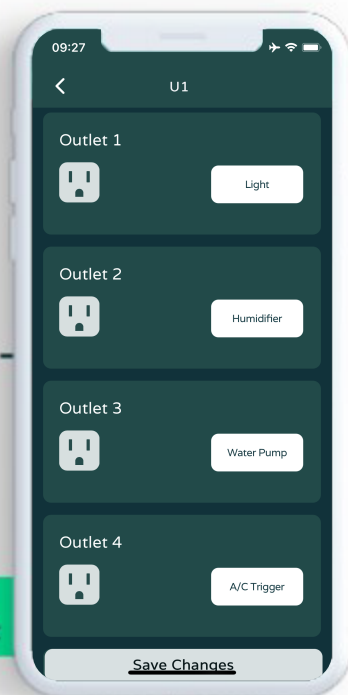 09:27
U1
Outlet 1
Light
Outlet 2
Humidifier
Outlet 3
Water Pump
Outlet 4
A/C Trigger
Save Changes